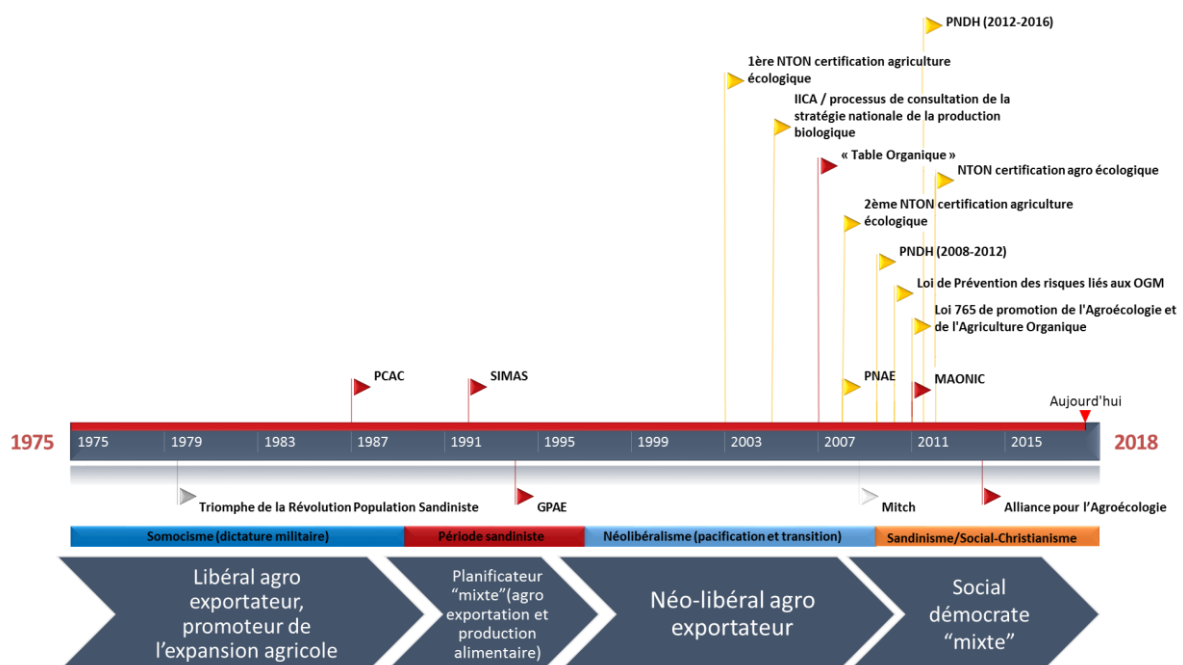 PNDH (2012-2016)
1ère NTON certification agriculture
écologique
IICA / processus de consultation de la
stratégie nationale de la production
biologique
« Table Organique »
NTON certification agro écologique
2ème NTON certification agriculture
écologique
PNDH (2008-2012)
Loi de Prévention des risques liés aux OGM
Loi 765 de promotion de l'Agroécologie et
de l'Agriculture Organique
PCAC
SIMAS
PNAE
MAONIC
Aujourd'hui
1975
1975 1979 1983 1987 1991 1995 1999 2003 2007 2011 2015
2018
Triomphe de la Révolution Population Sandiniste
GPAE
Mitch
Alliance pour l’Agroécologie
Somocisme (dictature militaire)
Période sandiniste
Néolibéralisme (pacification et transition)
Sandinisme/Social-Christianisme
Libéral agro
exportateur,
promoteur de
l’expansion agricole
Planificateur
“mixte”(agro
exportation et
production
alimentaire)
Néo-libéral agro
exportateur
Social
démocrate
“mixte”